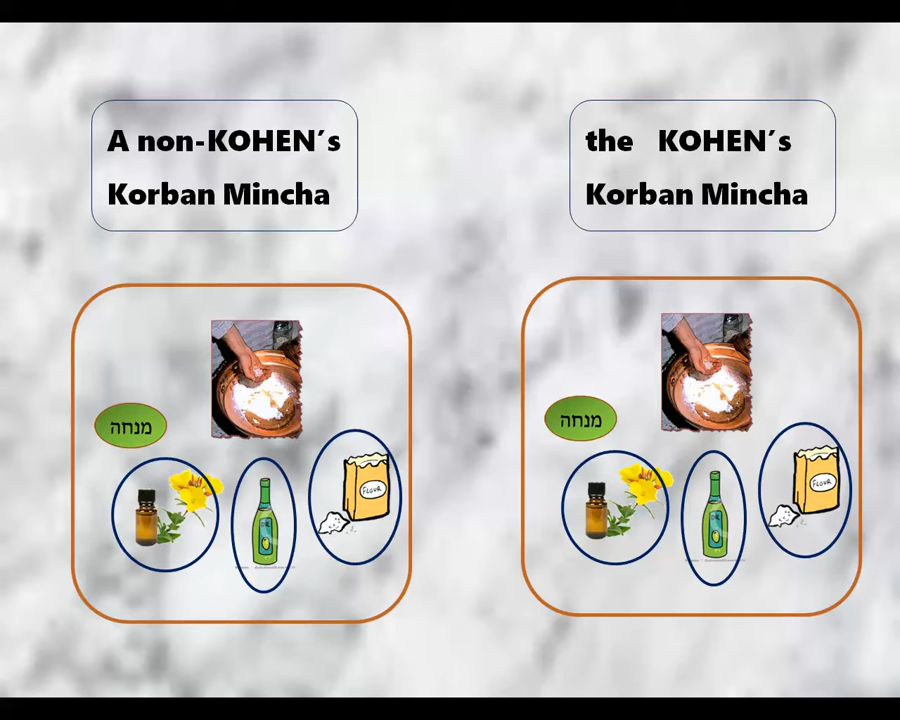 A non-KOHEN's
Korban Mincha
the KOHEN's
Korban Mincha
מנחה
FLOUR
מנחה
FLOUR